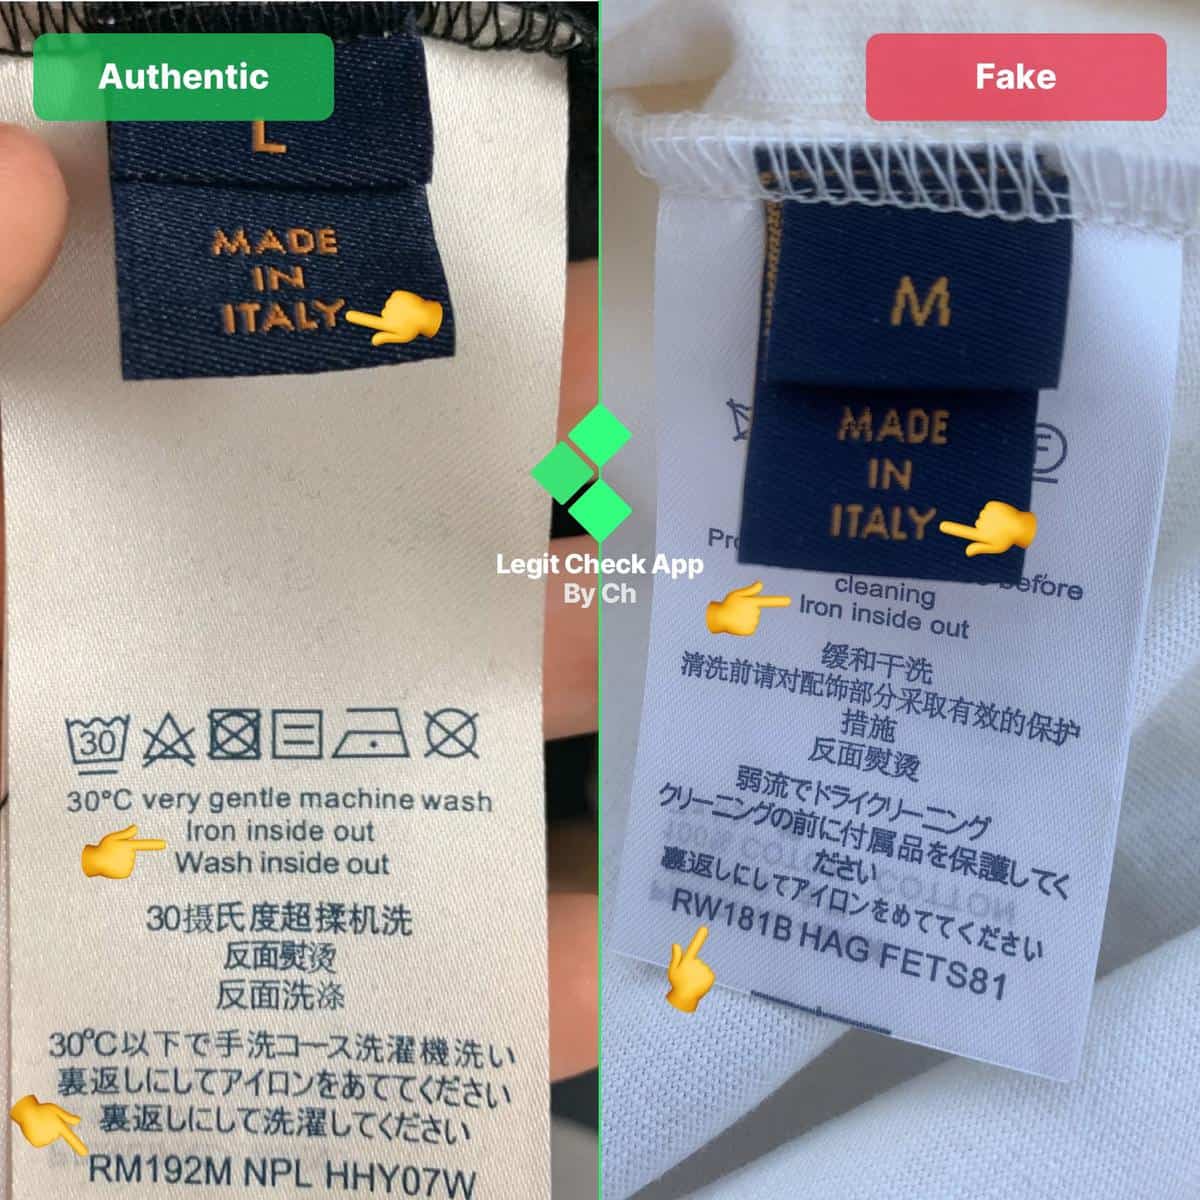 Authentic
L
MADE
IN
ITALY
30
30°C very gentle machine wash
Iron inside out
Wash inside out
30摄氏度超揉机洗
反面熨烫
反面洗涤
30°C以下で手洗コース洗濯機洗い
裏返しにしてアイロンをあててください
裏返しにして洗濯してください
RM192M NPL HHY07W
Legit Check App
By Ch
Fake
M
MADE
IN
ITALY
F
before
cleaning
Iron inside out
缓和干洗
清洗前请对配饰部分采取有效的保护
措施
反面熨烫
弱流でドライクリーニング
クリーニングの前に付属品を保護してく
ださい
裏返しにしてアイロンをめててください
RW181B HAG FETS81